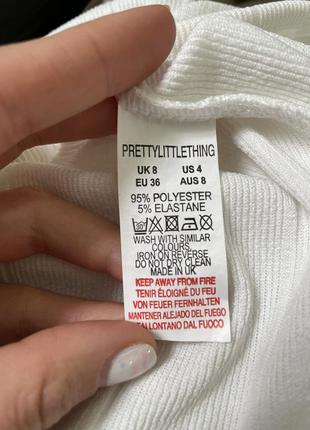 PRETTYLITTLETHING
UK 8 US 4
EU 36 AUS 8
95% POLYESTER
5% ELASTANE
WASH WITH SIMILAR
COLOURS.
IRON ON REVERSE.
DO NOT DRY CLEAN
MADE IN UK
KEEP AWAY FROM FIRE
TENIR ÉLOIGNÉ DU FEU
VON FEUER FERNHALTEN
MANTENER ALEJADO DEL FUEGO
ALLONTANO DAL FUOCO